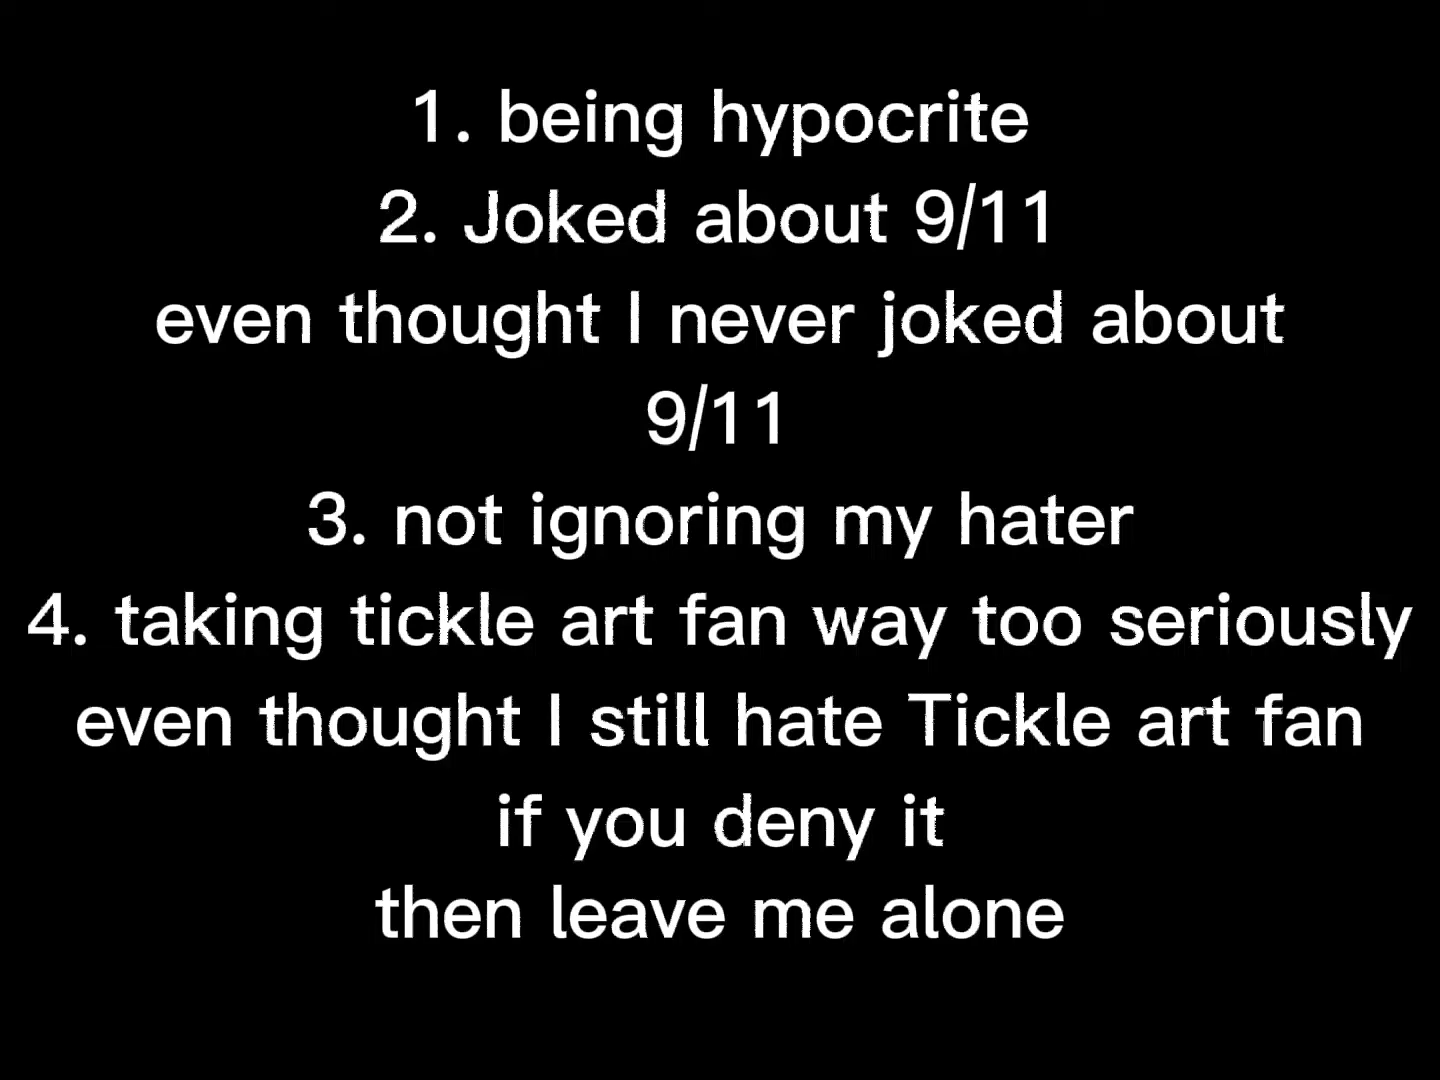 1. being hypocrite
2. Joked about 9/11
even thought I never joked about
9/11
3. not ignoring my hater
4. taking tickle art fan way too seriously
even thought I still hate Tickle art fan
if you deny it
then leave me alone